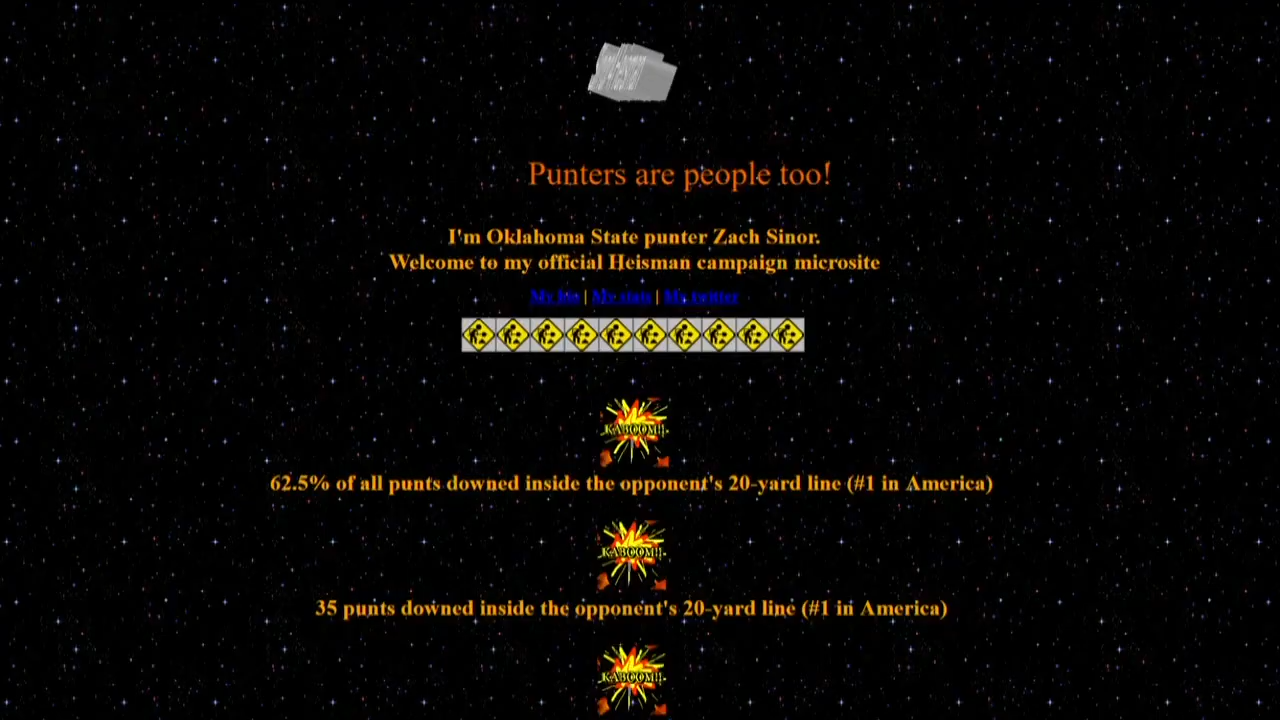 Punters are people too!
I'm Oklahoma State punter Zach Sinor.
Welcome to my official Heisman campaign microsite
My bio | My stats | My twitter
KABOOM!!
62.5% of all punts downed inside the opponent's 20-yard line (#1 in America)
KABOOM!!
35 punts downed inside the opponent's 20-yard line (#1 in America)
KABOOM!!